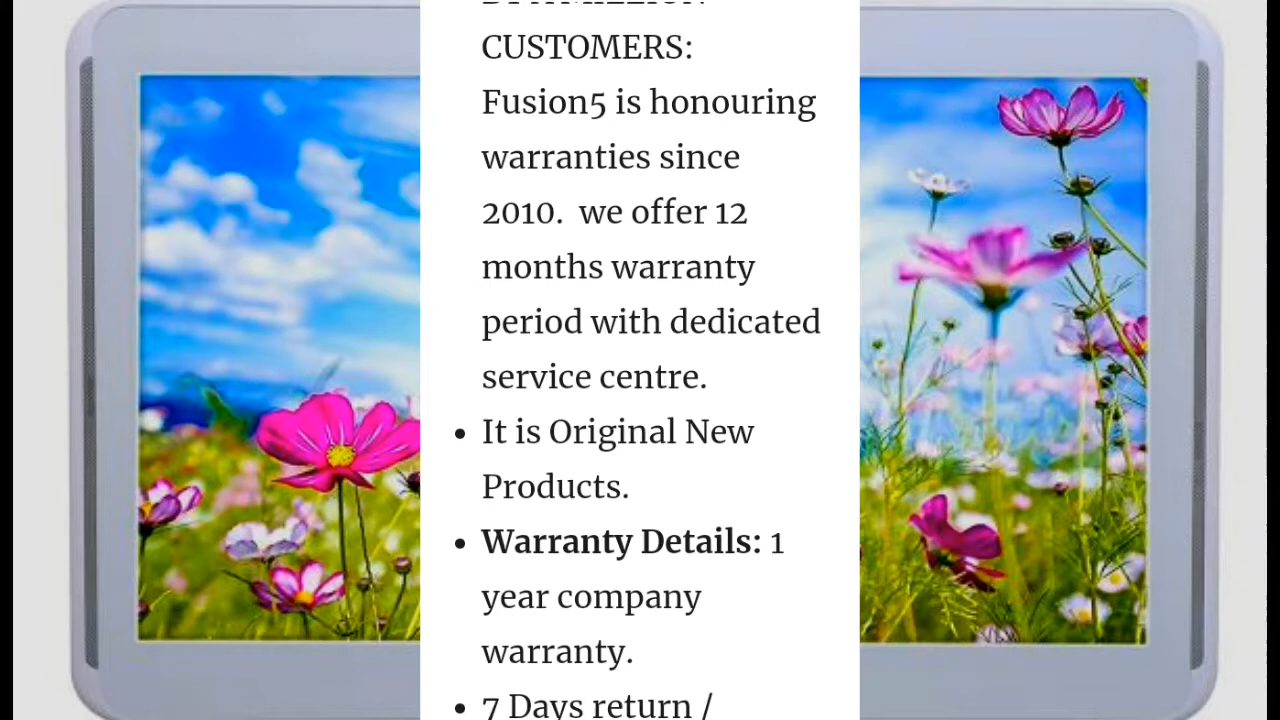 CUSTOMERS:
Fusion5 is honouring
warranties since
2010.  we offer 12
months warranty
period with dedicated
service centre.
• It is Original New
Products.
• Warranty Details: 1
year company
warranty.
• 7 Days return /